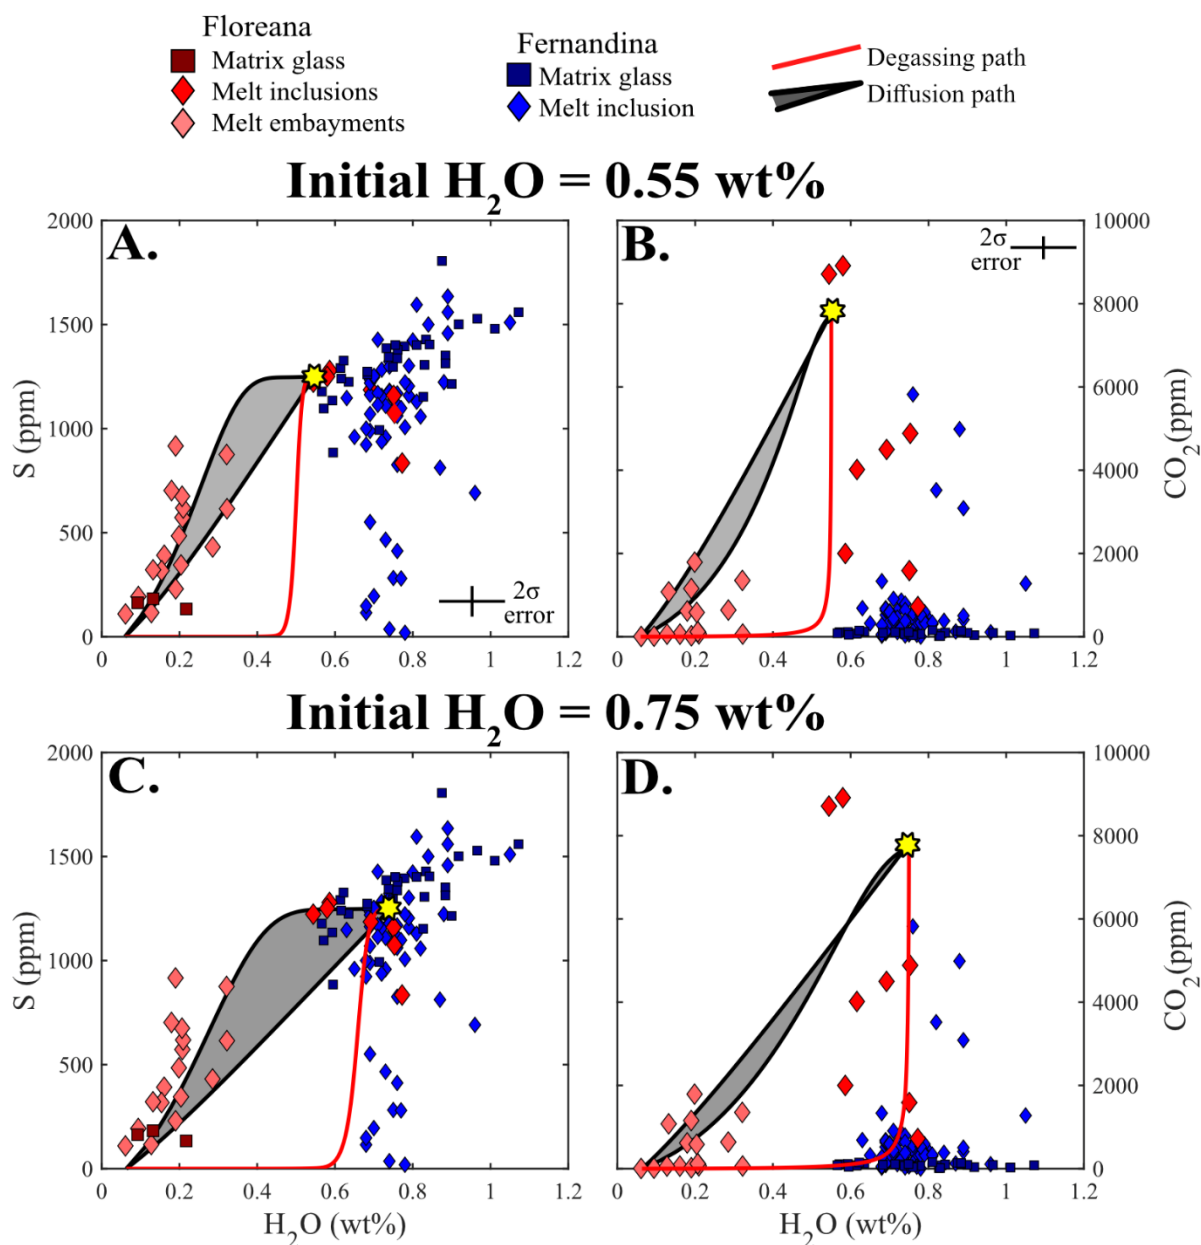 Floreana
Matrix glass
Melt inclusions
Melt embayments
Fernandina
Matrix glass
Melt inclusion
Degassing path
Diffusion path
Initial H₂O = 0.55 wt%
A.
2000
1500
1000
500
0
S (ppm)
0.2
0.4
0.6
0.8
1
1.2
2σ
error
B.
2σ
error
10000
8000
6000
4000
2000
0
CO₂(ppm)
0.2
0.4
0.6
0.8
1
1.2
Initial H₂O = 0.75 wt%
C.
2000
1500
1000
500
0
S (ppm)
0.2
0.4
0.6
0.8
1
1.2
H₂O (wt%)
D.
10000
8000
6000
4000
2000
0
CO₂(ppm)
0.2
0.4
0.6
0.8
1
1.2
H₂O (wt%)